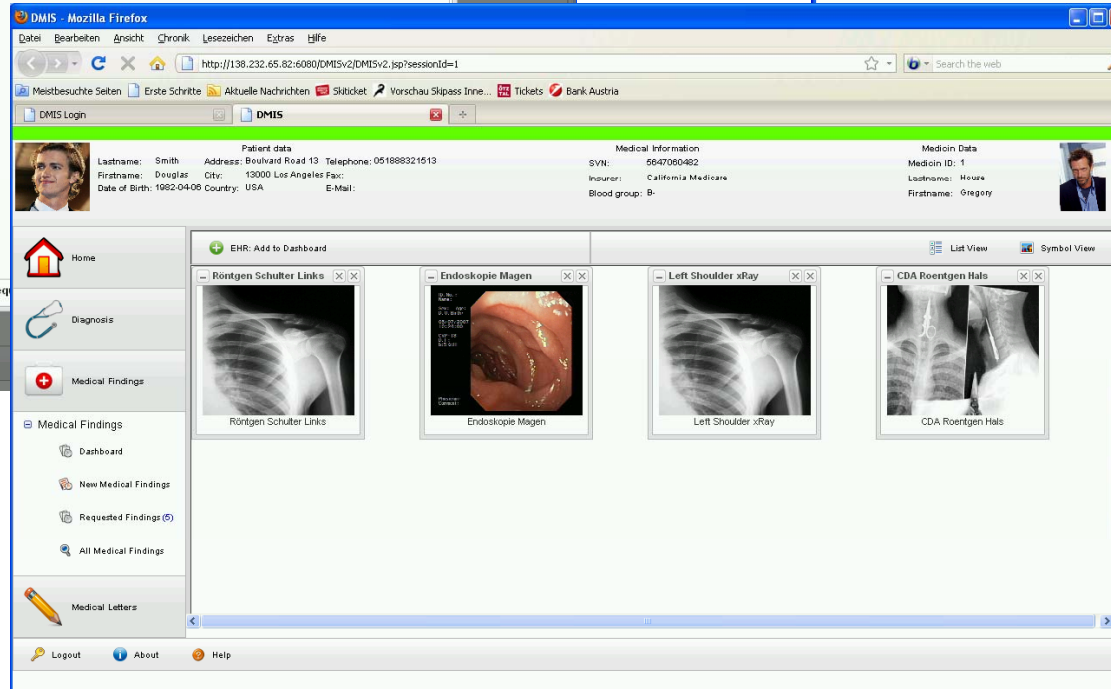 DMIS - Mozilla Firefox
Datei Bearbeiten Ansicht Chronik Lesezeichen Extras Hilfe
http://138.232.65.82:6080/DMISv2/DMISv2.jsp?sessionId=1 Search the web
Meistbesuchte Seiten Erste Schritte Aktuelle Nachrichten Skiticket Vorschau Skipass Inne... Tickets Bank Austria
DMIS Login DMIS
Patient data Medical Information Medicin Data
Lastname: Smith Address: Boulvard Road 13 Telephone: 051888321513 SVN: 5647060482 Medicin ID: 1
Firstname: Douglas City: 13000 Los Angeles Fax: Insurer: California Medicare Lastname: House
Date of Birth: 1982-04-06 Country: USA E-Mail: Blood group: B- Firstname: Gregory
Home
EHR: Add to Dashboard List View Symbol View
Röntgen Schulter Links Endoskopie Magen Left Shoulder xRay CDA Roentgen Hals
Diagnosis
Medical Findings
Röntgen Schulter Links Endoskopie Magen Left Shoulder xRay CDA Roentgen Hals
Medical Findings
Dashboard
New Medical Findings
Requested Findings (5)
All Medical Findings
Medical Letters
Logout About Help